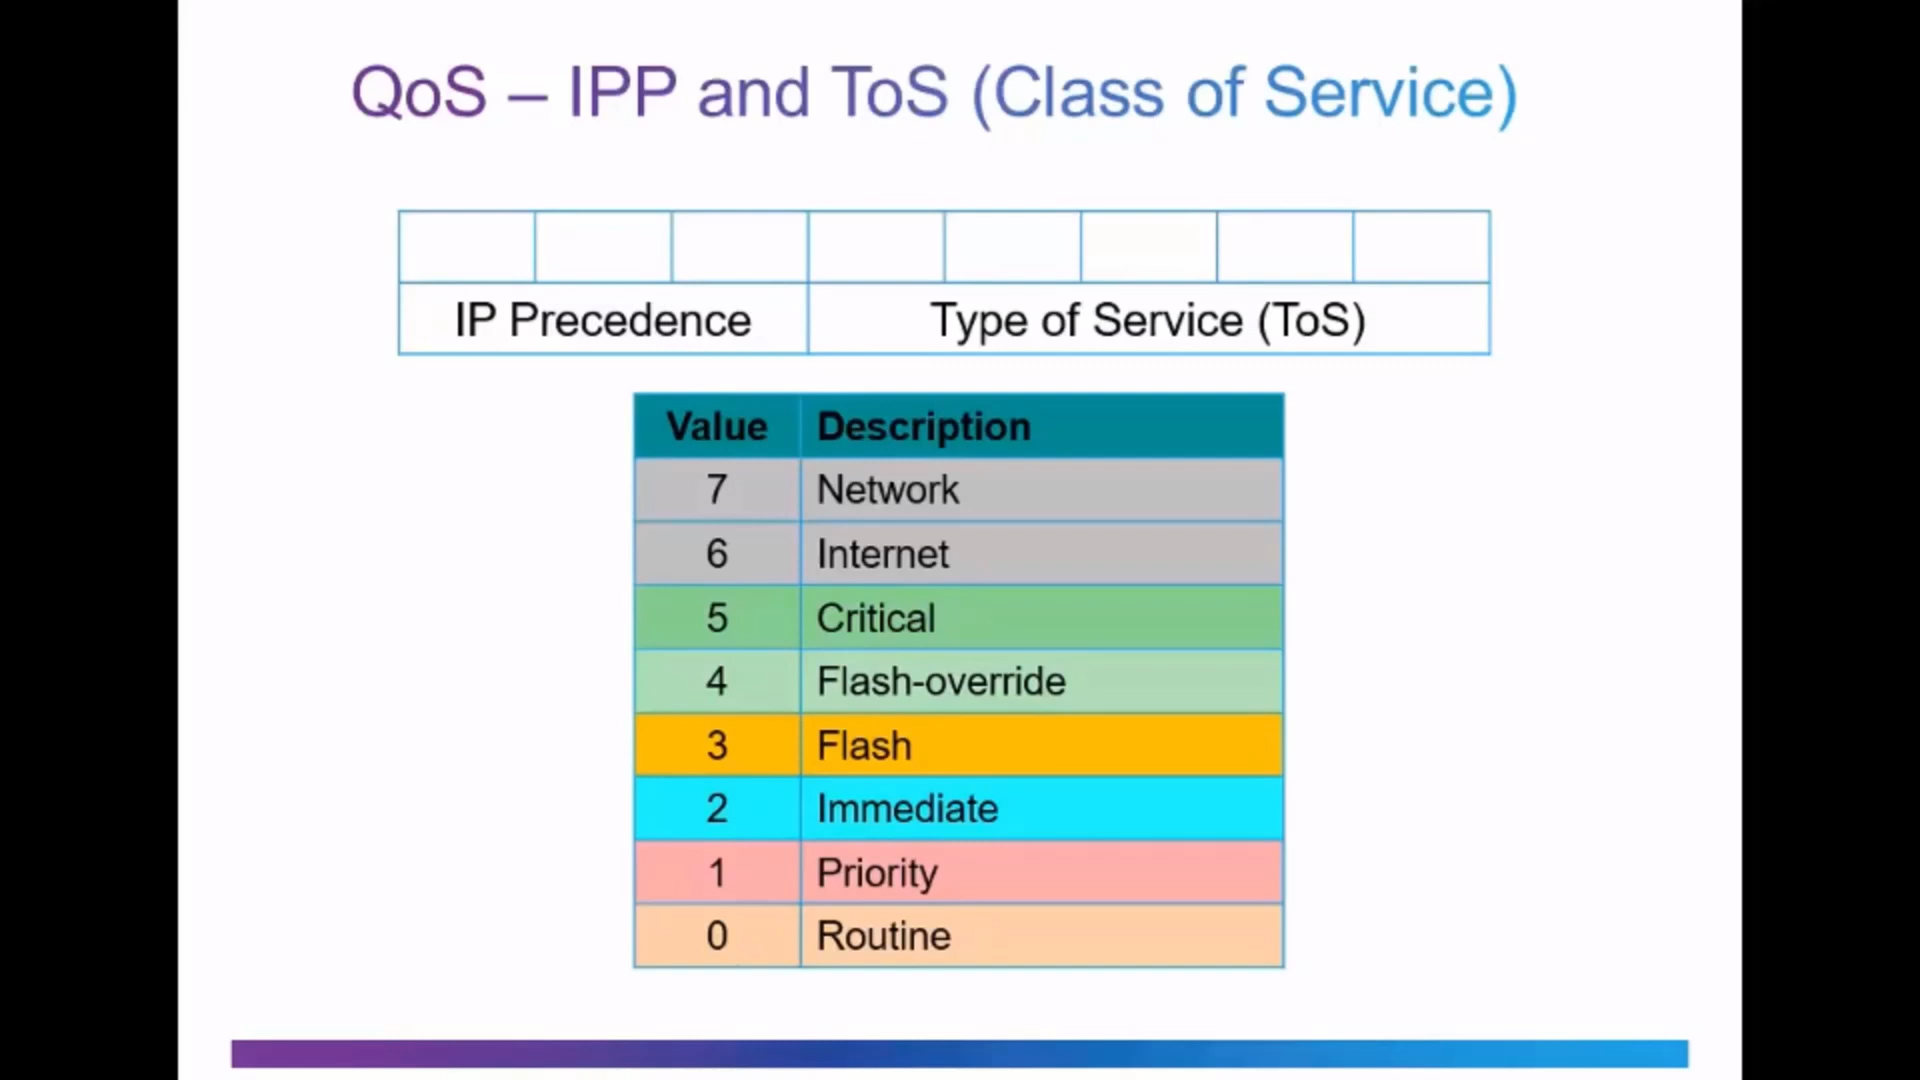 QoS – IPP and ToS (Class of Service)
IP Precedence Type of Service (ToS)
Value Description
7 Network
6 Internet
5 Critical
4 Flash-override
3 Flash
2 Immediate
1 Priority
0 Routine